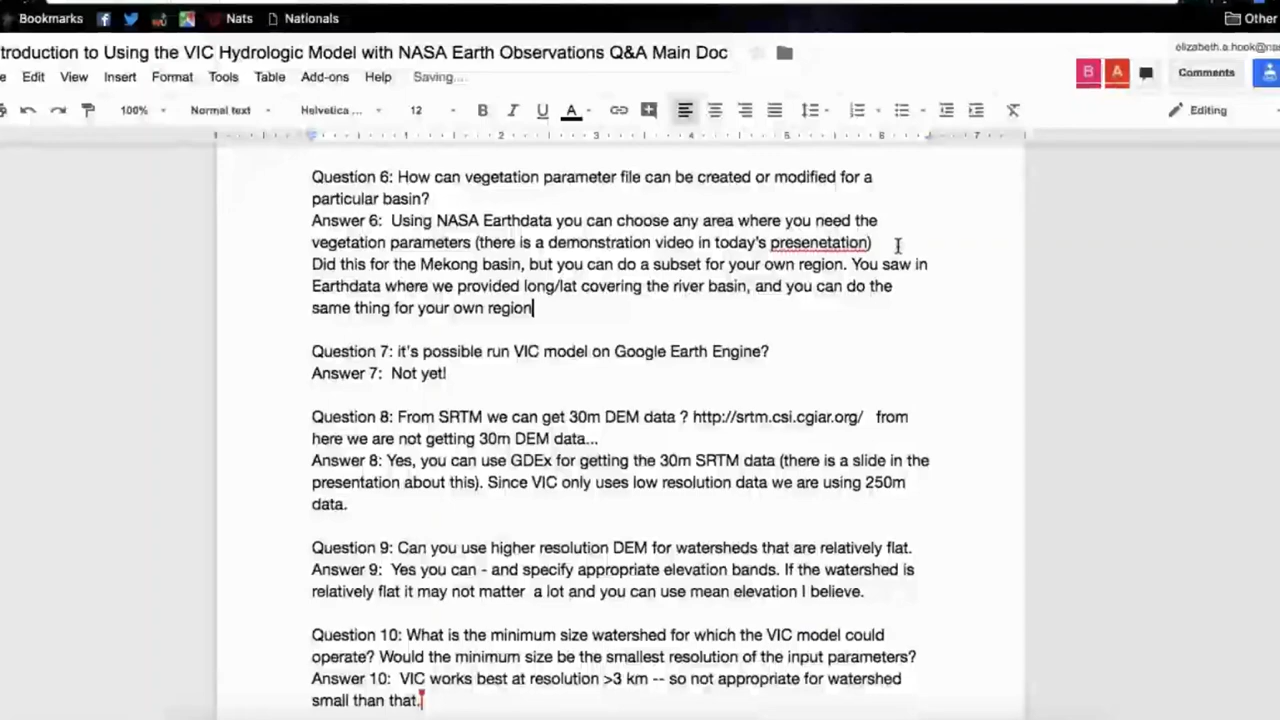 Bookmarks Nats Nationals Other
ntroduction to Using the VIC Hydrologic Model with NASA Earth Observations Q&A Main Doc
elizabeth.a.hook@na
Edit View Insert Format Tools Table Add-ons Help Saving...
B A Comments
100% Normal text Helvetica ... 12 B I U A Editing
1 1 2 3 4 5 6 7
Question 6: How can vegetation parameter file can be created or modified for a
particular basin?
Answer 6: Using NASA Earthdata you can choose any area where you need the
vegetation parameters (there is a demonstration video in today's presenetation)
Did this for the Mekong basin, but you can do a subset for your own region. You saw in
Earthdata where we provided long/lat covering the river basin, and you can do the
same thing for your own region
Question 7: it's possible run VIC model on Google Earth Engine?
Answer 7: Not yet!
Question 8: From SRTM we can get 30m DEM data ? http://srtm.csi.cgiar.org/ from
here we are not getting 30m DEM data...
Answer 8: Yes, you can use GDEx for getting the 30m SRTM data (there is a slide in the
presentation about this). Since VIC only uses low resolution data we are using 250m
data.
Question 9: Can you use higher resolution DEM for watersheds that are relatively flat.
Answer 9: Yes you can - and specify appropriate elevation bands. If the watershed is
relatively flat it may not matter a lot and you can use mean elevation I believe.
Question 10: What is the minimum size watershed for which the VIC model could
operate? Would the minimum size be the smallest resolution of the input parameters?
Answer 10: VIC works best at resolution >3 km -- so not appropriate for watershed
small than that.